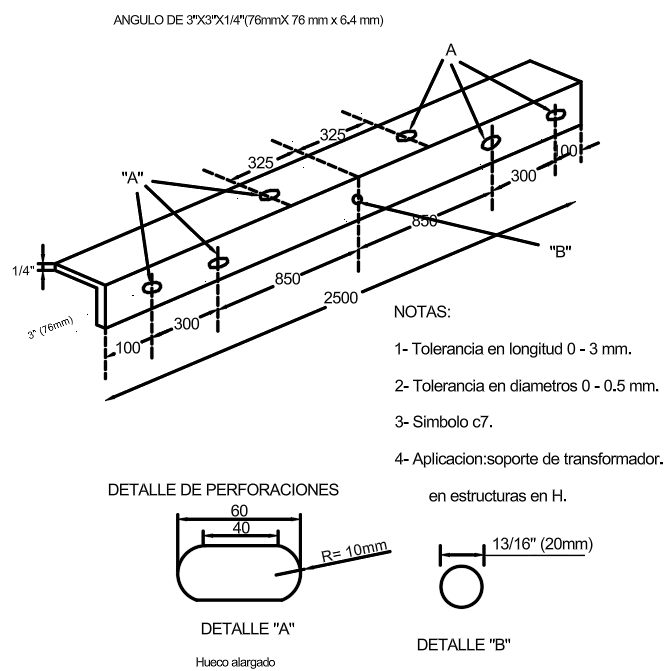 ANGULO DE 3"X3"X1/4"(76mmX 76 mm x 6.4 mm)
A
325
325
"A"
100
300
850
"B"
1/4"
850
2500
3" (76mm)
300
100
NOTAS:
1- Tolerancia en longitud 0 - 3 mm.
2- Tolerancia en diametros 0 - 0.5 mm.
3- Simbolo c7.
4- Aplicacion:soporte de transformador.
en estructuras en H.
DETALLE DE PERFORACIONES
60
40
R= 10mm
13/16" (20mm)
DETALLE "A"
DETALLE "B"
Hueco alargado